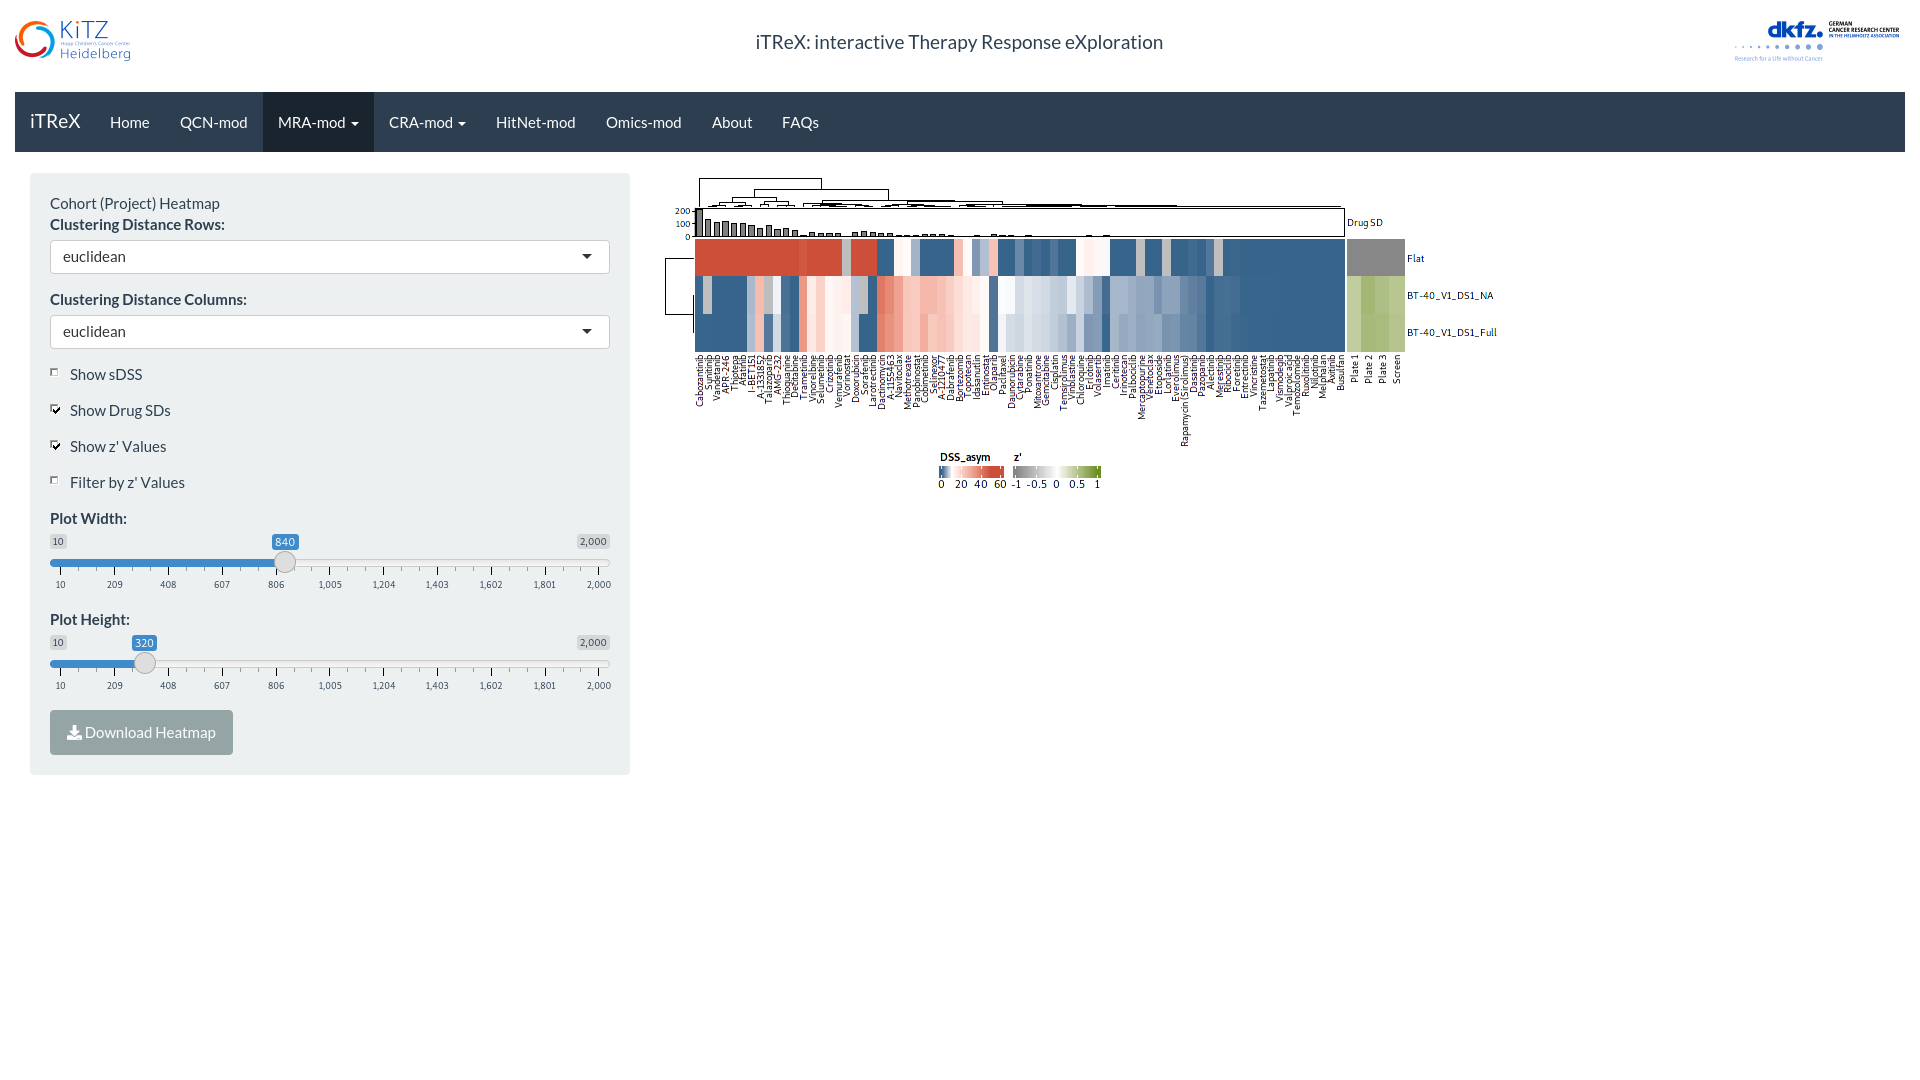 KiTZ
Hopp Children's Cancer Center
Heidelberg
iTReX: interactive Therapy Response eXploration
dkfz.
GERMAN
CANCER RESEARCH CENTER
IN THE HELMHOLTZ ASSOCIATION
Research for a Life without Cancer
iTReX Home QCN-mod MRA-mod CRA-mod HitNet-mod Omics-mod About FAQs
Cohort (Project) Heatmap
Clustering Distance Rows:
euclidean
Clustering Distance Columns:
euclidean
Show sDSS
Show Drug SDs
Show z' Values
Filter by z' Values
Plot Width:
10 840 2,000
10 209 408 607 806 1,005 1,204 1,403 1,602 1,801 2,000
Plot Height:
10 320 2,000
10 209 408 607 806 1,005 1,204 1,403 1,602 1,801 2,000
Download Heatmap
200
100
0
Drug SD
Flat
BT-40_V1_DS1_NA
BT-40_V1_DS1_Full
Cabozantinib
Sunitinib
Vandetanib
APR-246
Thiotepa
Afatinib
I-BET151
A-1331852
Talazoparib
AMG-232
Thioguanine
Decitabine
Trametinib
Vinorelbine
Selumetinib
Crizotinib
Vemurafenib
Vorinostat
Doxorubicin
Sorafenib
Larotrectinib
Dactinomycin
A-1155463
Navitoclax
Methotrexate
Panobinostat
Cobimetinib
Selinexor
A-1210477
Dabrafenib
Bortezomib
Topotecan
Idasanutlin
Entinostat
Olaparib
Paclitaxel
Daunorubicin
Cytarabine
Ponatinib
Mitoxantrone
Gemcitabine
Cisplatin
Temsirolimus
Vinblastine
Chloroquine
Erlotinib
Volasertib
Imatinib
Ceritinib
Irinotecan
Palbociclib
Mercaptopurine
Venetoclax
Etoposide
Lorlatinib
Everolimus
Rapamycin (Sirolimus)
Dasatinib
Pazopanib
Alectinib
Merestinib
Ribociclib
Foretinib
Entrectinib
Vincristine
Tazemetostat
Lapatinib
Vismodegib
Valproic acid
Temozolomide
Ruxolitinib
Nilotinib
Melphalan
Axitinib
Busulfan
Plate 1
Plate 2
Plate 3
Screen
DSS_asym
0 20 40 60
z'
-1 -0.5 0 0.5 1